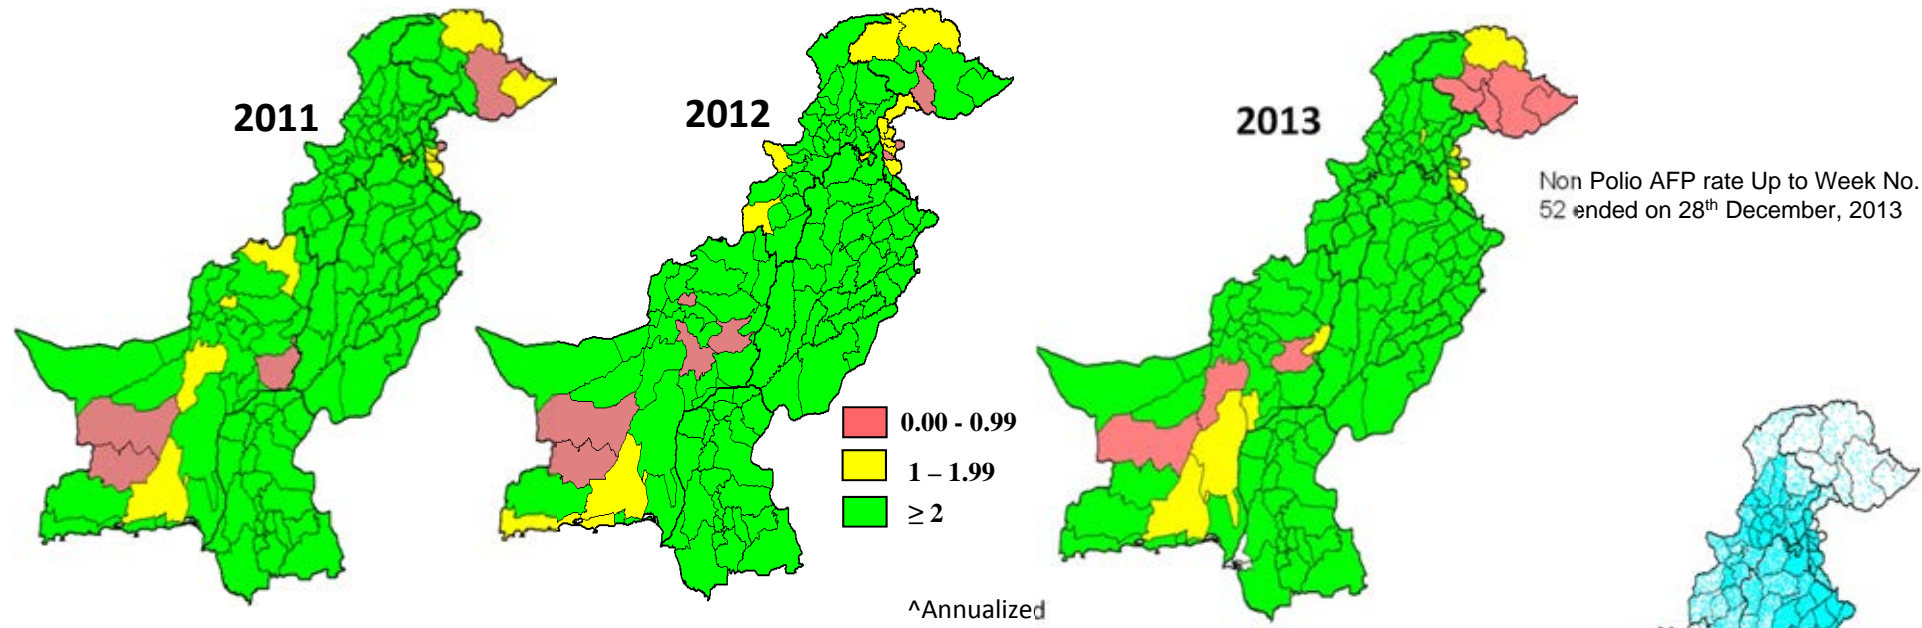 2011
2012
2013
Non Polio AFP rate Up to Week No.
52 ended on 28th December, 2013
0.00 - 0.99
1 – 1.99
≥ 2
^Annualized